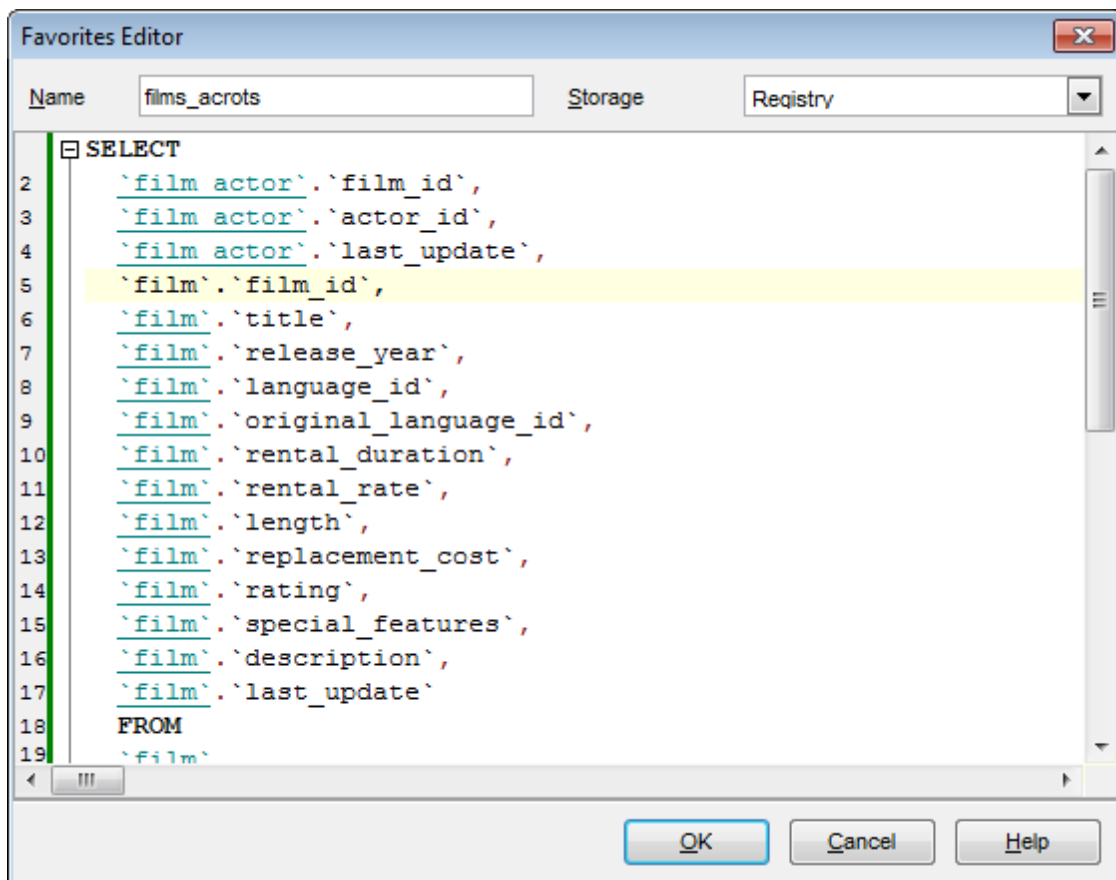 Favorites Editor
Name films_acrots Storage Registry
SELECT
2 `film_actor`.`film_id`,
3 `film_actor`.`actor_id`,
4 `film_actor`.`last_update`,
5 `film`.`film_id`,
6 `film`.`title`,
7 `film`.`release_year`,
8 `film`.`language_id`,
9 `film`.`original_language_id`,
10 `film`.`rental_duration`,
11 `film`.`rental_rate`,
12 `film`.`length`,
13 `film`.`replacement_cost`,
14 `film`.`rating`,
15 `film`.`special_features`,
16 `film`.`description`,
17 `film`.`last_update`
18 FROM
19 `film`
OK Cancel Help